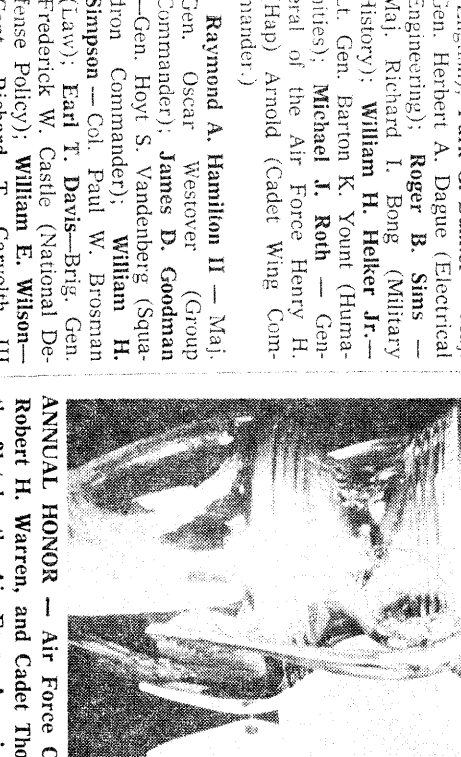 Gen. Herbert A. Dague (Electrical
Engineering); Roger B. Sims —
Maj. Richard I. Bong (Military
History); William H. Helker Jr.—
Lt. Gen. Barton K. Yount (Huma-
nities); Michael J. Roth — Gen-
eral of the Air Force Henry H.
(Hap) Arnold (Cadet Wing Com-
mander.)
Raymond A. Hamilton II — Maj.
Gen. Oscar Westover (Group
Commander); James D. Goodman
—Gen. Hoyt S. Vandenberg (Squa-
dron Commander); William H.
Simpson — Col. Paul W. Brosman
(Law); Earl T. Davis—Brig. Gen.
Frederick W. Castle (National De-
fense Policy); William E. Wilson—
Richard T.
ANNUAL HONOR — Air Force
Robert H. Warren, and Cadet